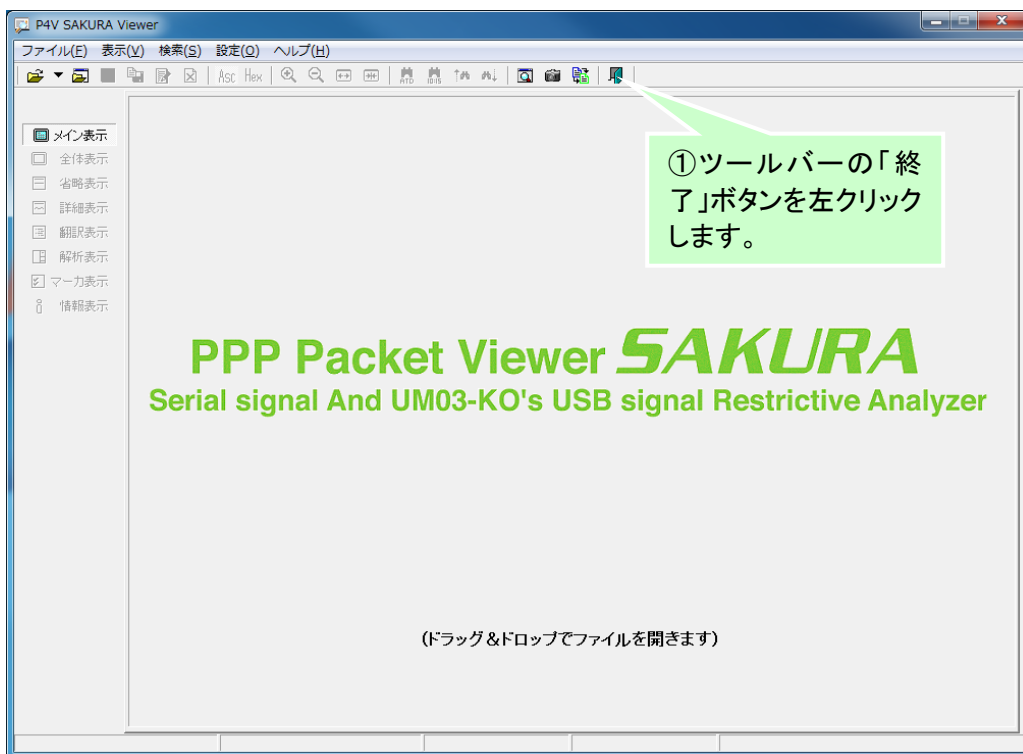 P4V SAKURA Viewer
ファイル(F) 表示(V) 検索(S) 設定(O) ヘルプ(H)
Asc Hex
メイン表示
全体表示
省略表示
詳細表示
翻訳表示
解析表示
マーカ表示
情報表示
①ツールバーの「終
了」ボタンを左クリック
します。
PPP Packet Viewer SAKURA
Serial signal And UM03-KO's USB signal Restrictive Analyzer
(ドラッグ&ドロップでファイルを開きます)